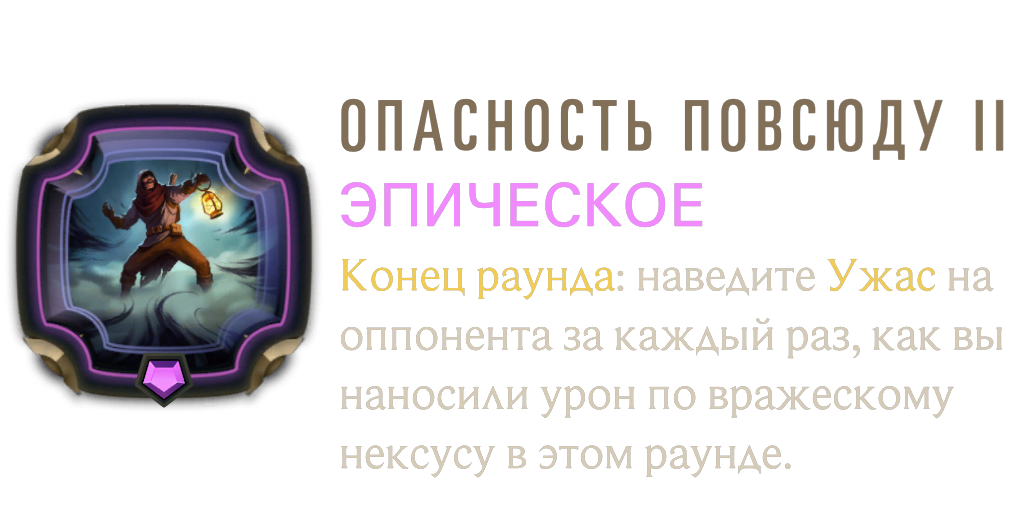 ОПАСНОСТЬ ПОВСЮДУ II
ЭПИЧЕСКОЕ
Конец раунда: наведите Ужас на
оппонента за каждый раз, как вы
наносили урон по вражескому
нексусу в этом раунде.